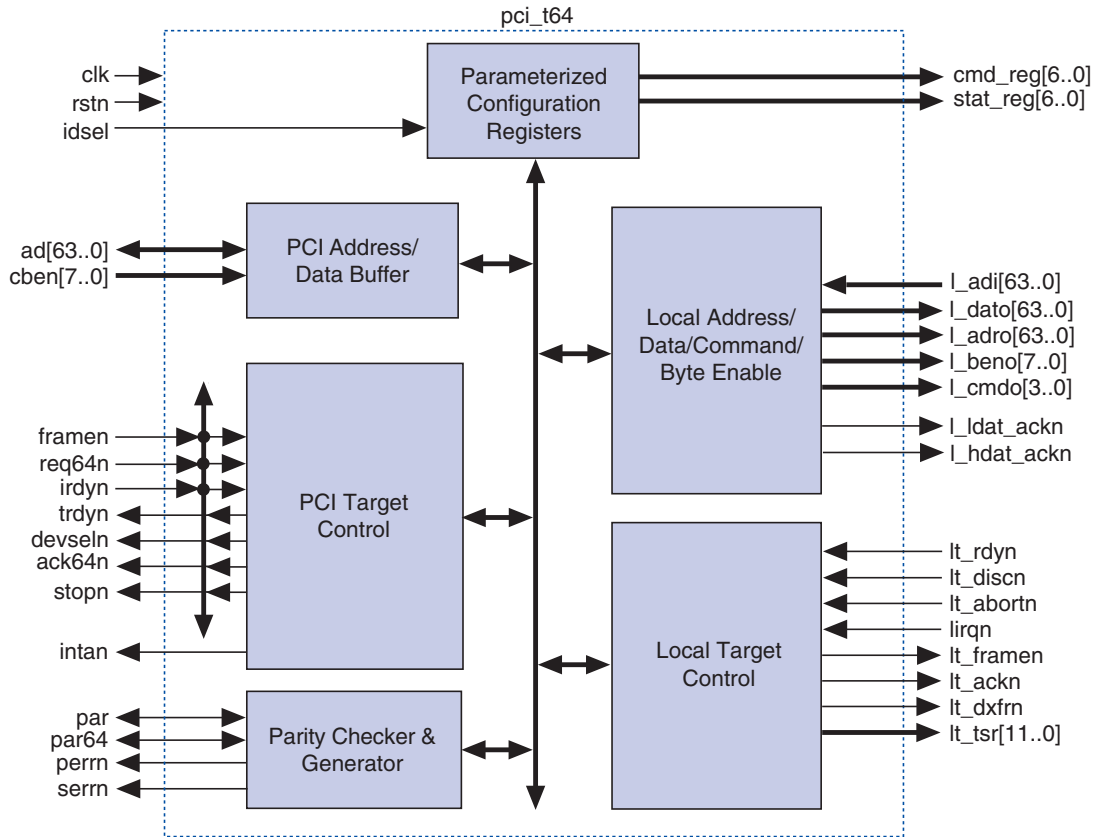 pci_t64
clk
rstn
idsel
Parameterized
Configuration
Registers
cmd_reg[6..0]
stat_reg[6..0]
ad[63..0]
cben[7..0]
PCI Address/
Data Buffer
Local Address/
Data/Command/
Byte Enable
l_adi[63..0]
l_dato[63..0]
l_adro[63..0]
l_beno[7..0]
l_cmdo[3..0]
l_ldat_ackn
l_hdat_ackn
framen
req64n
irdyn
trdyn
devseln
ack64n
stopn
intan
PCI Target
Control
Local Target
Control
lt_rdyn
lt_discn
lt_abortn
lirqn
lt_framen
lt_ackn
lt_dxfrn
lt_tsr[11..0]
par
par64
perrn
serrn
Parity Checker &
Generator